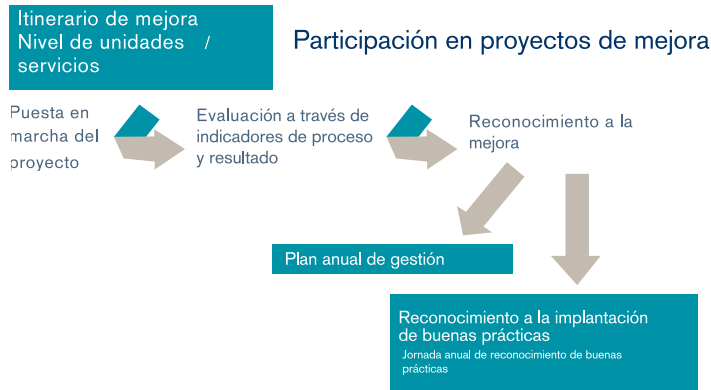 Itinerario de mejora
Nivel de unidades /
servicios
Participación en proyectos de mejora
Puesta en
marcha del
proyecto
Evaluación a través de
indicadores de proceso
y resultado
Reconocimiento a la
mejora
Plan anual de gestión
Reconocimiento a la implantación
de buenas prácticas
Jornada anual de reconocimiento de buenas
prácticas